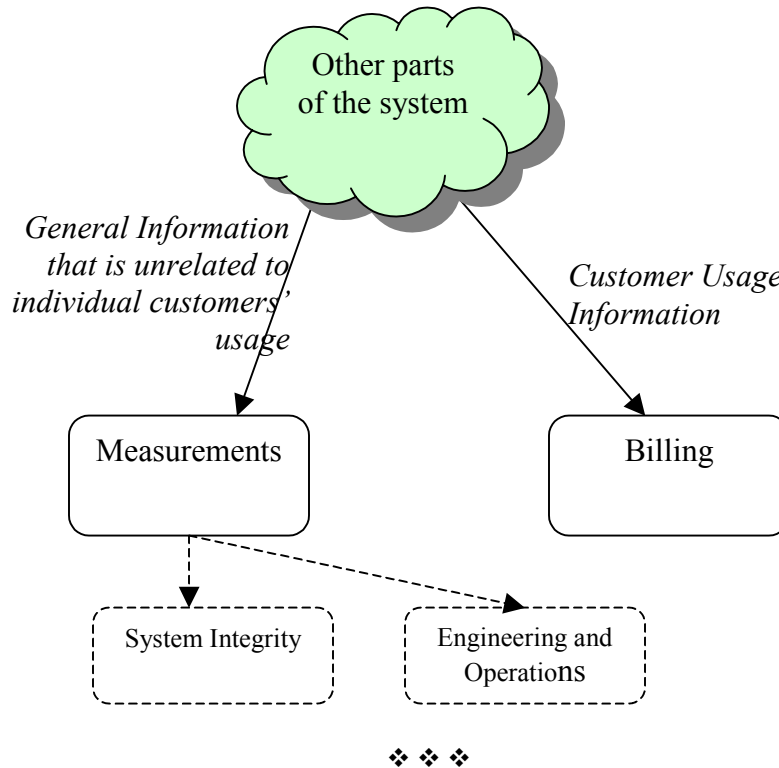 Other parts
of the system
General Information
that is unrelated to
individual customers’
usage
Customer Usage
Information
Measurements
Billing
System Integrity
Engineering and
Operations
❖ ❖ ❖